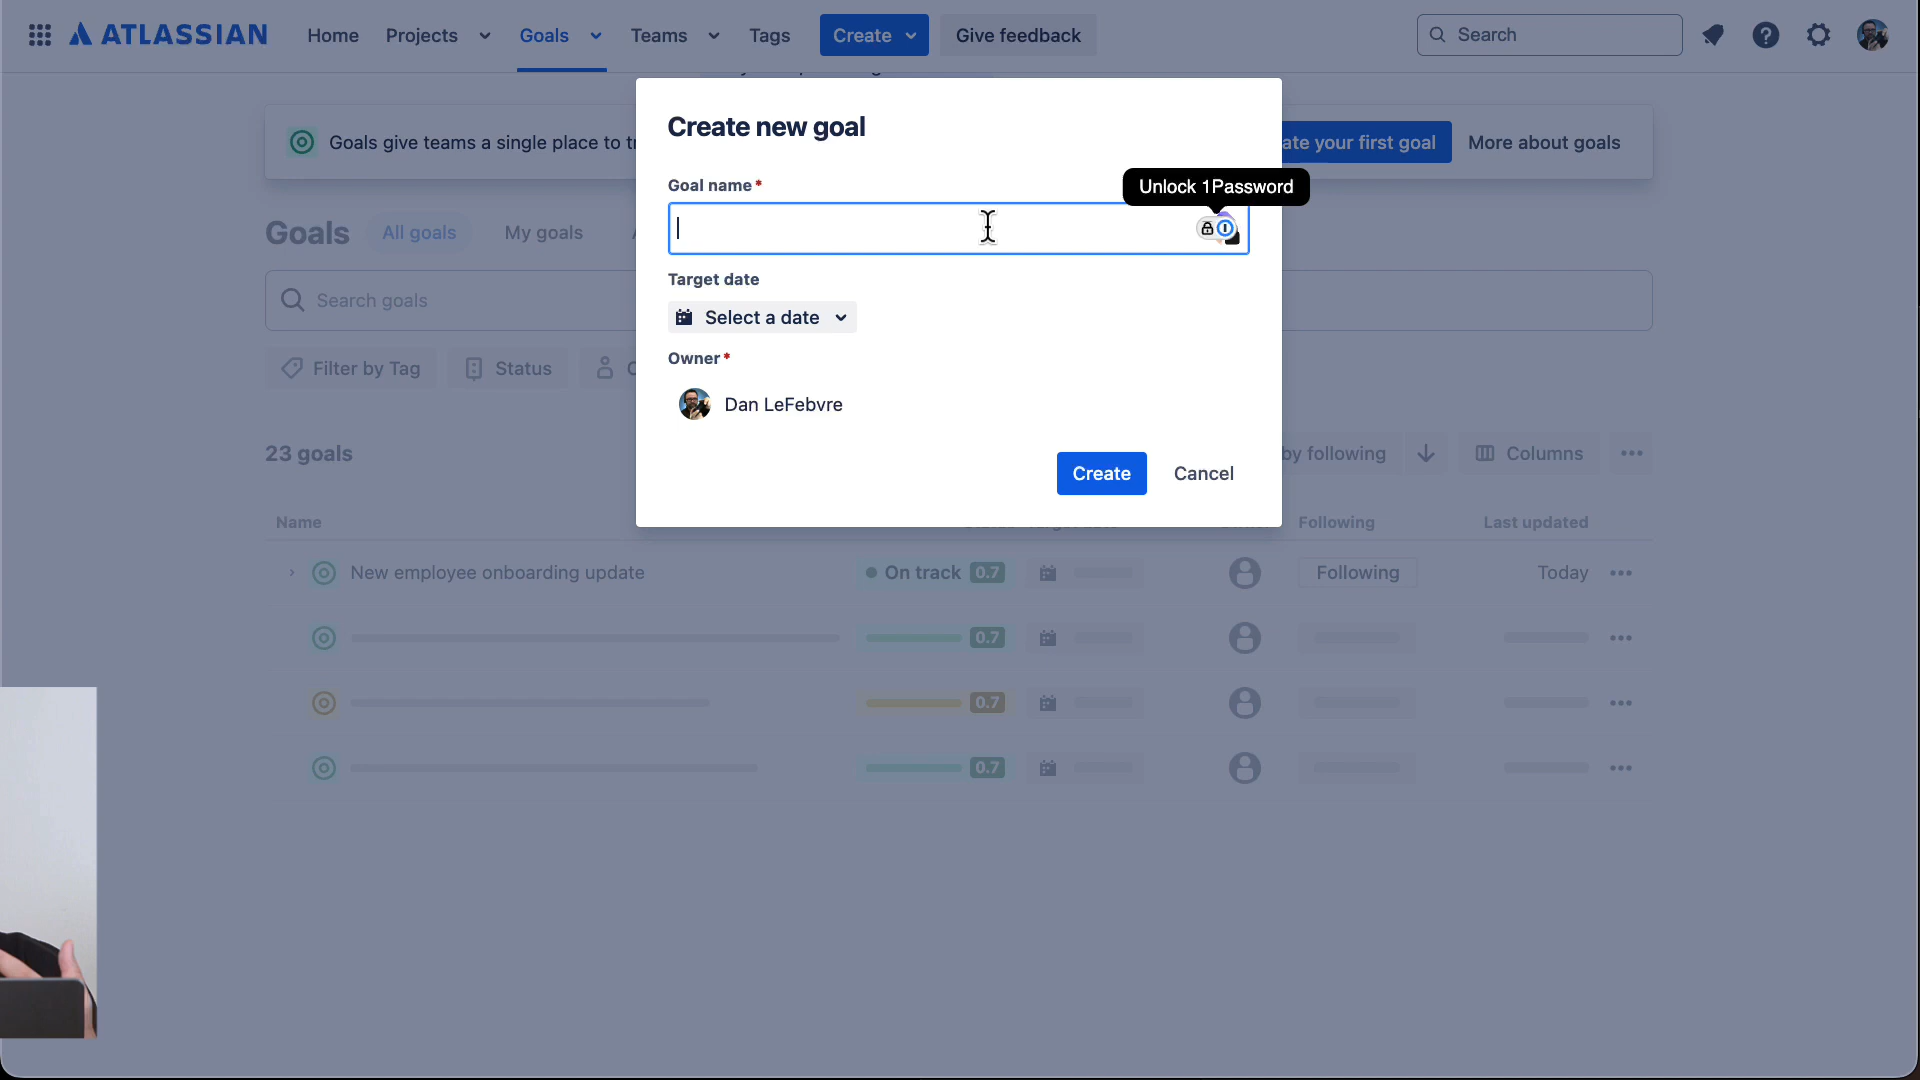 ATLASSIAN Home Projects Goals Teams Tags Create Give feedback Search
Create new goal
Goals give teams a single place to
ate your first goal More about goals
Goal name *
Unlock 1Password
Goals All goals My goals
Target date
Search goals
Select a date
Owner *
Filter by Tag Status
Dan LeFebvre
23 goals
by following Columns
Create Cancel
Name Following Last updated
New employee onboarding update On track 0.7 Following Today
0.7
0.7
0.7